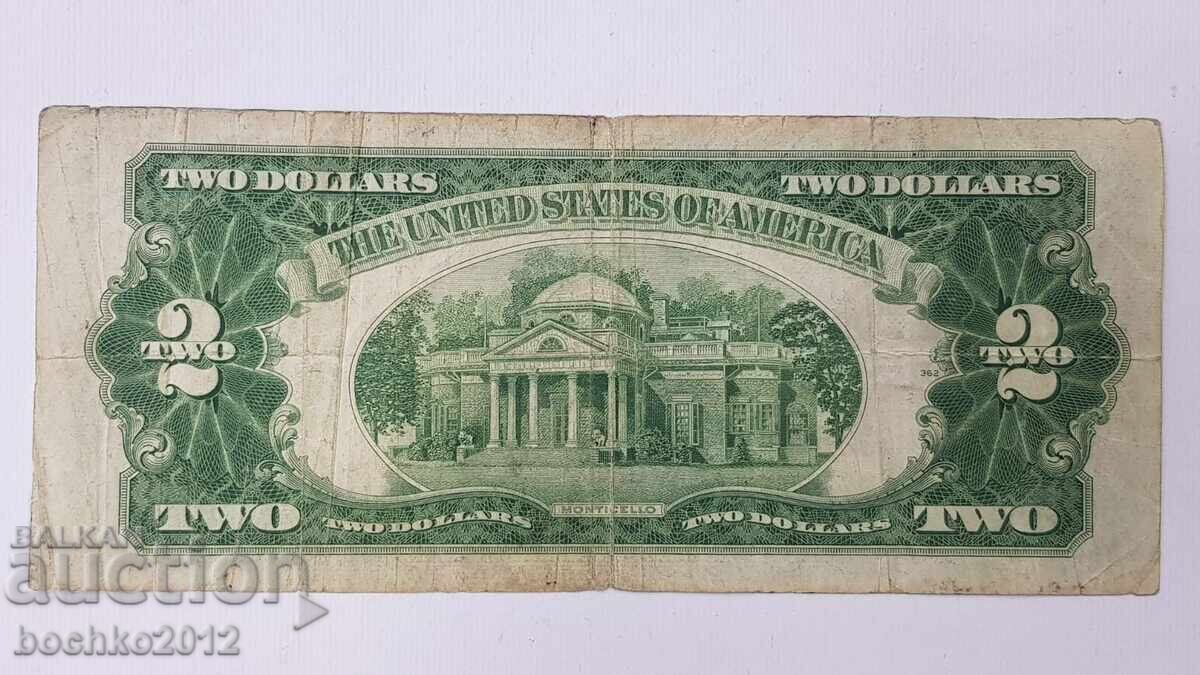 TWO DOLLARS TWO DOLLARS
THE UNITED STATES OF AMERICA
2 2
TWO TWO
362
MONTICELLO
TWO TWO DOLLARS TWO DOLLARS TWO
BALKAN
auction
bochko2012